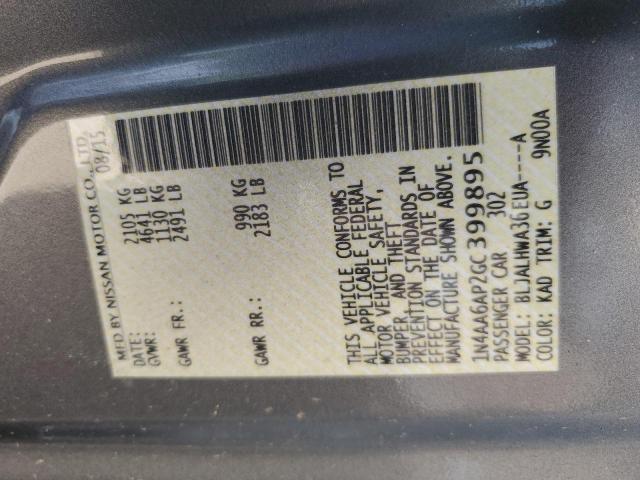 MFD BY NISSAN MOTOR CO., LTD.
DATE: 08/15
GVWR: 2105 KG
4641 LB
GAWR FR.: 1130 KG
2491 LB
GAWR RR.: 990 KG
2183 LB
THIS VEHICLE CONFORMS TO
ALL APPLICABLE FEDERAL
MOTOR VEHICLE SAFETY,
BUMPER, AND THEFT
PREVENTION STANDARDS IN
EFFECT ON THE DATE OF
MANUFACTURE SHOWN ABOVE.
1N4AA6AP2GC399895
PASSENGER CAR 302
MODEL: BLJALHWA36EUA----A
COLOR: KAD TRIM: G 9N00A